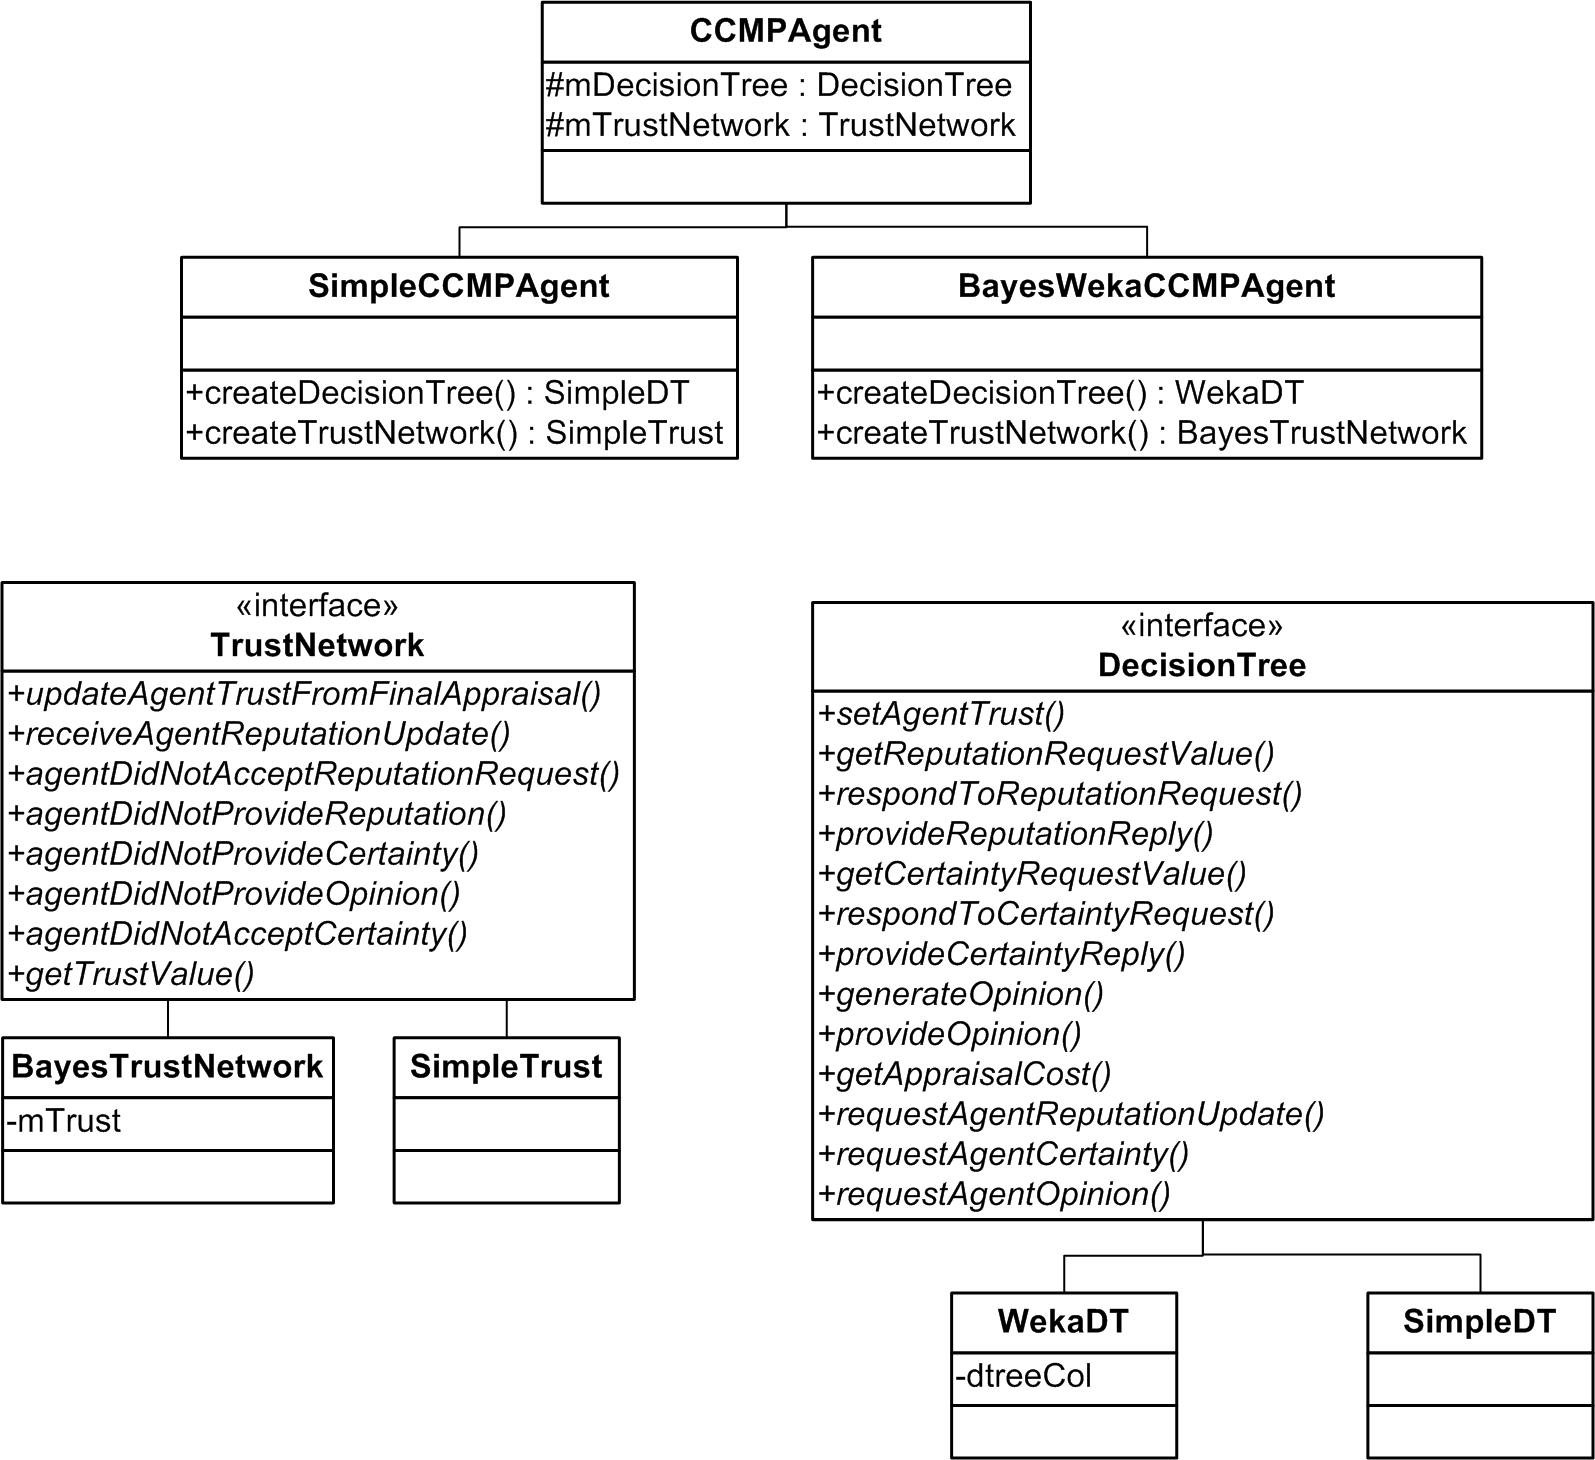 CCMPAgent
#mDecisionTree : DecisionTree
#mTrustNetwork : TrustNetwork
SimpleCCMPAgent
+createDecisionTree() : SimpleDT
+createTrustNetwork() : SimpleTrust
BayesWekaCCMPAgent
+createDecisionTree() : WekaDT
+createTrustNetwork() : BayesTrustNetwork
«interface»
TrustNetwork
+updateAgentTrustFromFinalAppraisal()
+receiveAgentReputationUpdate()
+agentDidNotAcceptReputationRequest()
+agentDidNotProvideReputation()
+agentDidNotProvideCertainty()
+agentDidNotProvideOpinion()
+agentDidNotAcceptCertainty()
+getTrustValue()
BayesTrustNetwork
-mTrust
SimpleTrust
«interface»
DecisionTree
+setAgentTrust()
+getReputationRequestValue()
+respondToReputationRequest()
+provideReputationReply()
+getCertaintyRequestValue()
+respondToCertaintyRequest()
+provideCertaintyReply()
+generateOpinion()
+provideOpinion()
+getAppraisalCost()
+requestAgentReputationUpdate()
+requestAgentCertainty()
+requestAgentOpinion()
WekaDT
-dtreeCol
SimpleDT